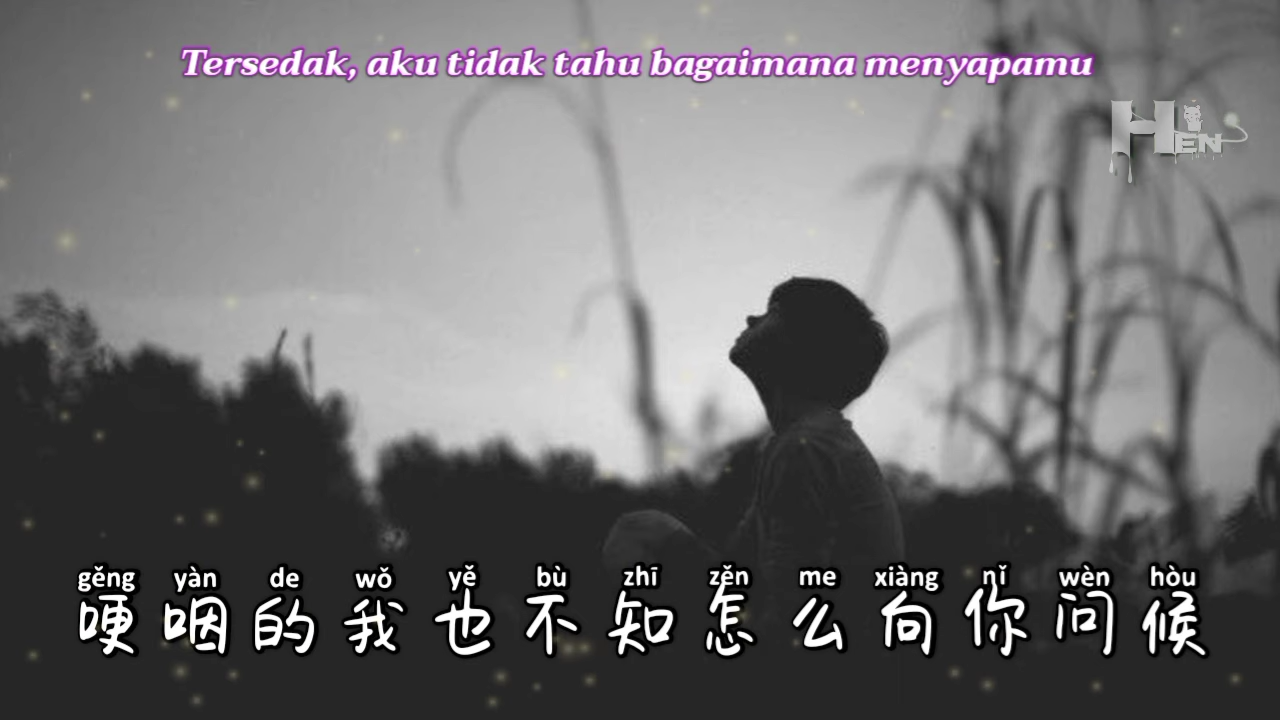 Tersedak, aku tidak tahu bagaimana menyapamu
HEN
gěng yàn de wǒ yě bù zhī zěn me xiàng nǐ wèn hòu
哽咽的我也不知怎么向你问候